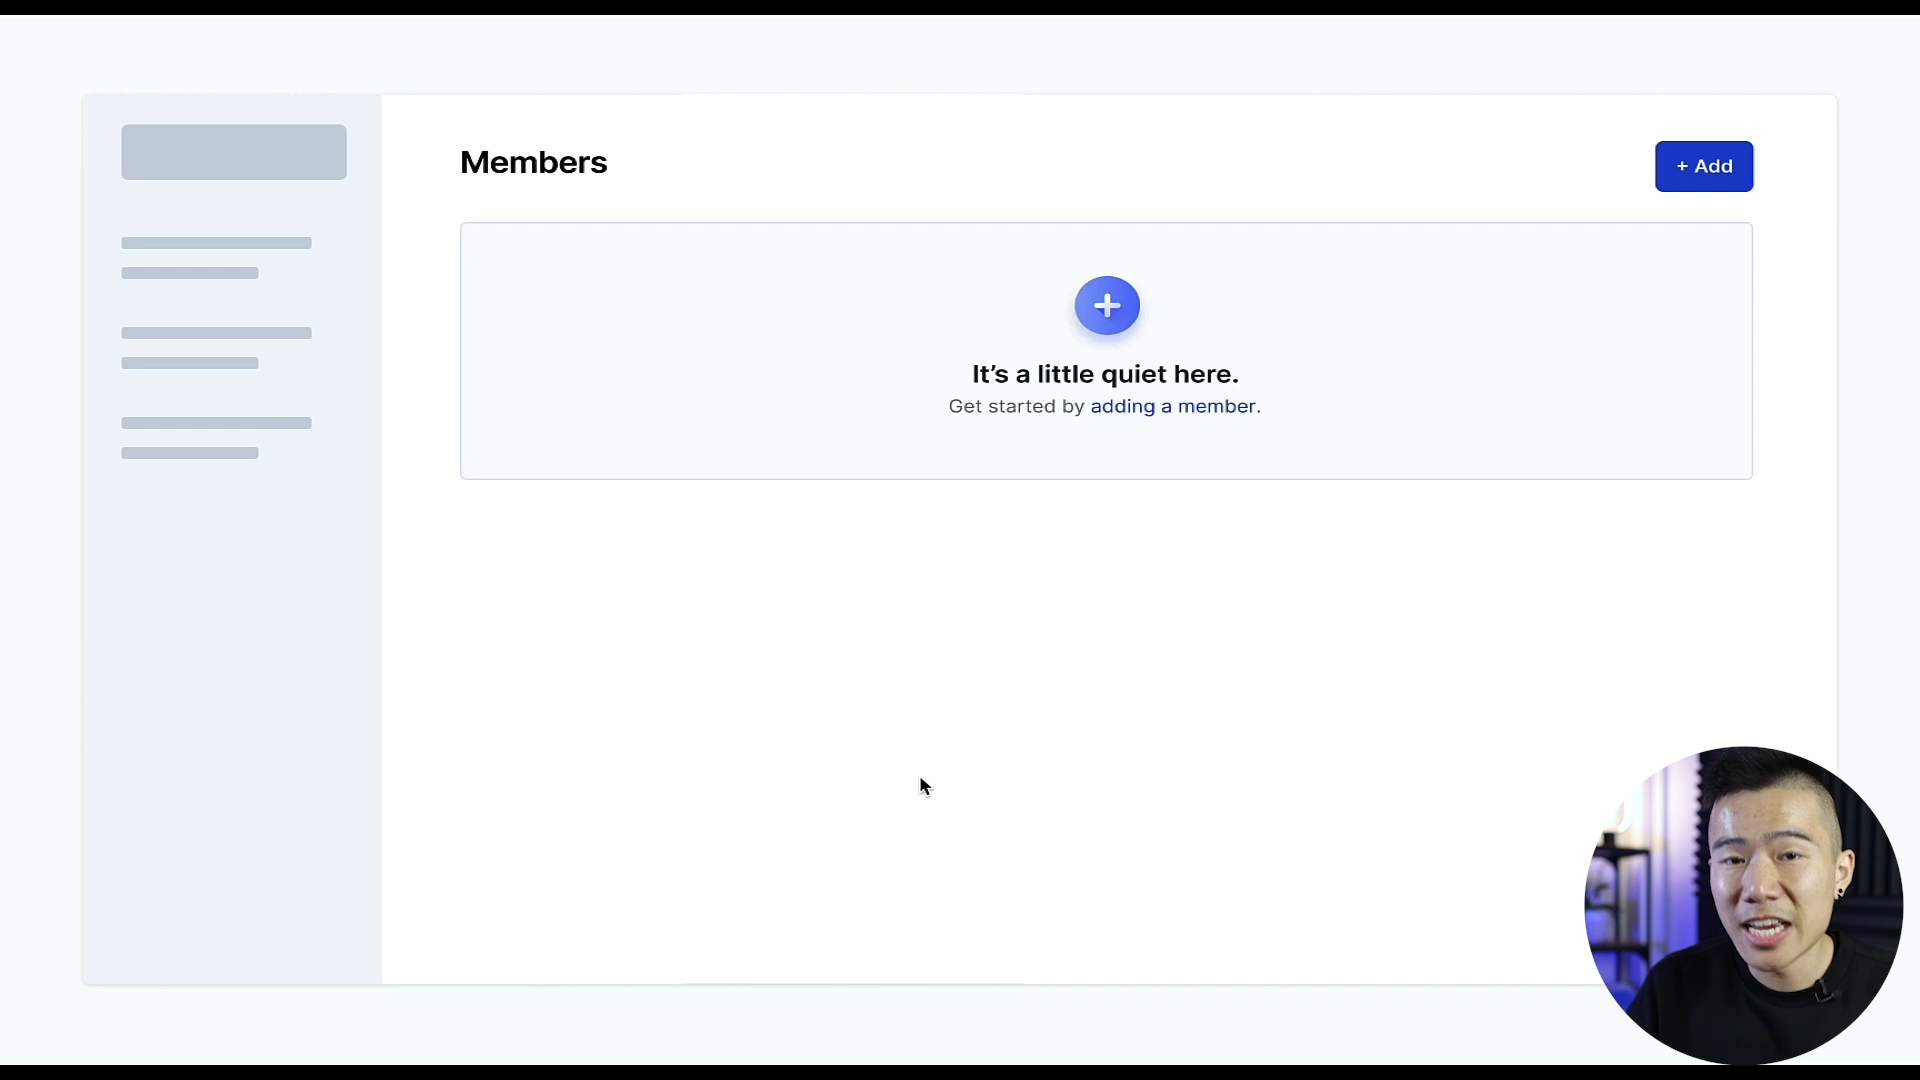 Members
+ Add
It’s a little quiet here.
Get started by adding a member.